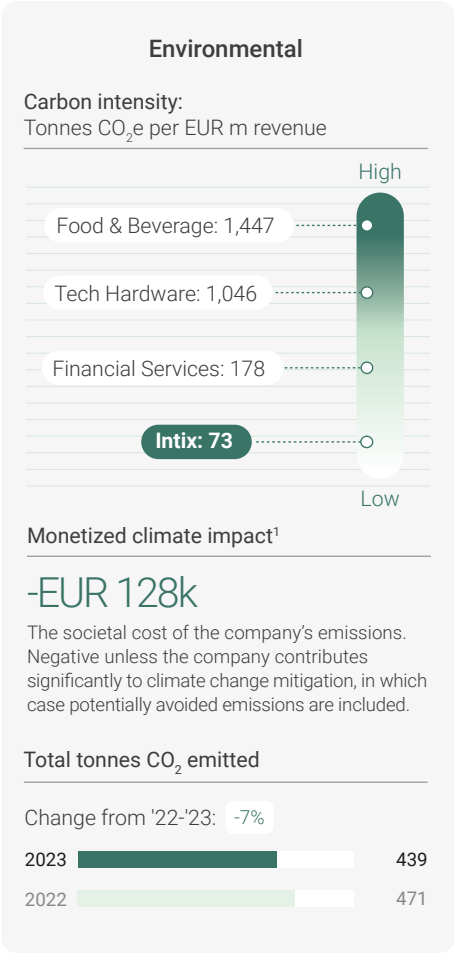 Environmental
Carbon intensity:
Tonnes CO₂e per EUR m revenue
High
Food & Beverage: 1,447
Tech Hardware: 1,046
Financial Services: 178
Intix: 73
Low
Monetized climate impact¹
-EUR 128k
The societal cost of the company’s emissions.
Negative unless the company contributes
significantly to climate change mitigation, in which
case potentially avoided emissions are included.
Total tonnes CO₂ emitted
Change from '22-'23: -7%
2023 439
2022 471